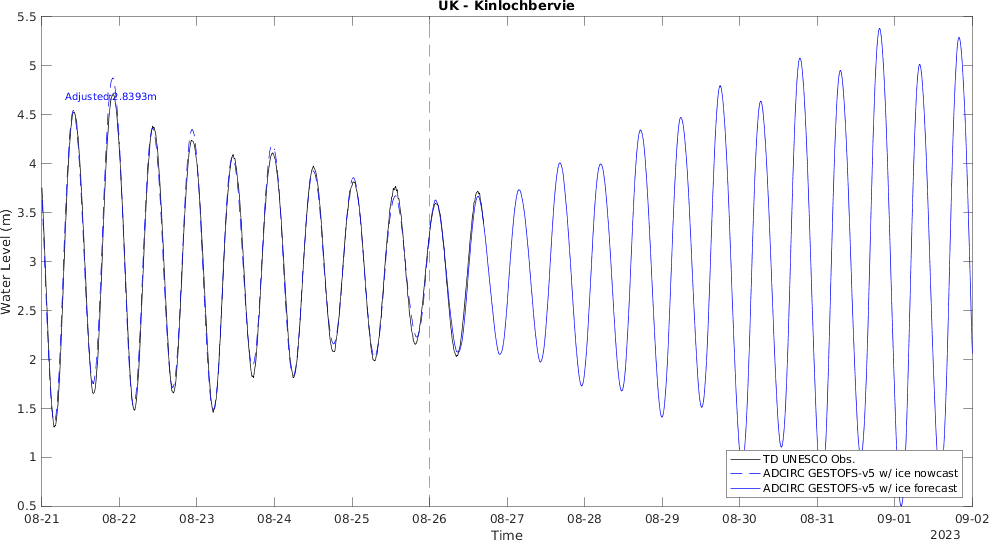 UK - Kinlochbervie
5.5
5
4.5
4
3.5
3
2.5
2
1.5
1
0.5
Water Level (m)
Adjusted:2.8393m
TD UNESCO Obs.
ADCIRC GESTOFS-v5 w/ ice nowcast
ADCIRC GESTOFS-v5 w/ ice forecast
08-21 08-22 08-23 08-24 08-25 08-26 08-27 08-28 08-29 08-30 08-31 09-01 09-02
Time
2023